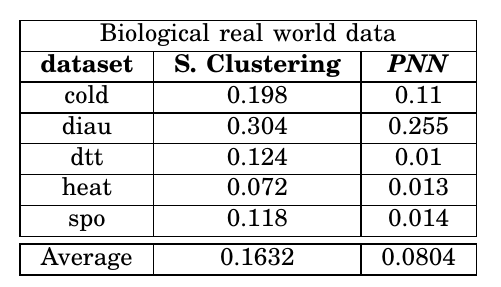 Biological real world data
dataset S. Clustering PNN
cold 0.198 0.11
diau 0.304 0.255
dtt 0.124 0.01
heat 0.072 0.013
spo 0.118 0.014
Average 0.1632 0.0804